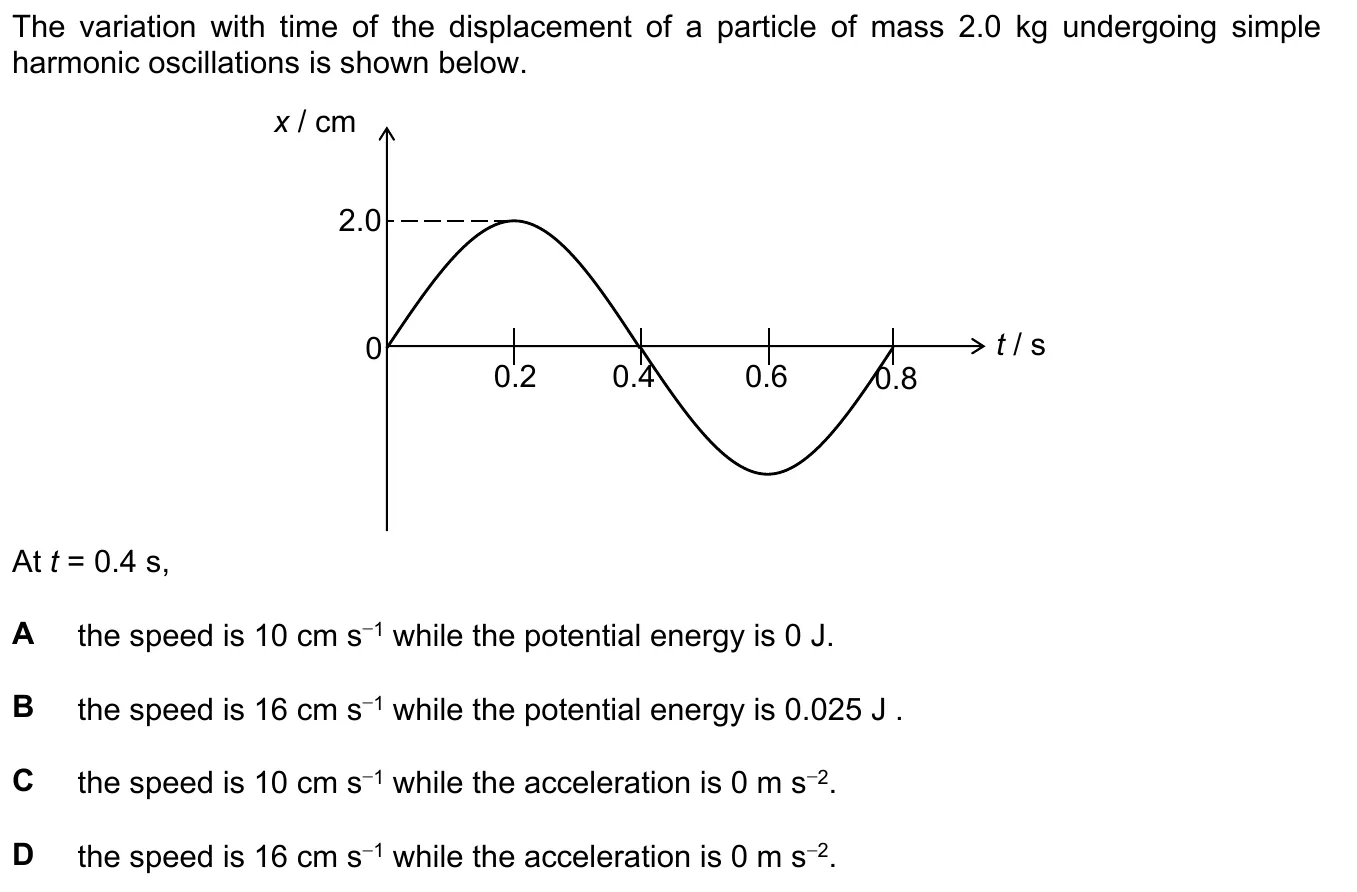 The variation with time of the displacement of a particle of mass 2.0 kg undergoing simple
harmonic oscillations is shown below.
x / cm
2.0
0
t / s
0.2
0.4
0.6
0.8
At t = 0.4 s,
A the speed is 10 cm s⁻¹ while the potential energy is 0 J.
B the speed is 16 cm s⁻¹ while the potential energy is 0.025 J .
C the speed is 10 cm s⁻¹ while the acceleration is 0 m s⁻².
D the speed is 16 cm s⁻¹ while the acceleration is 0 m s⁻².